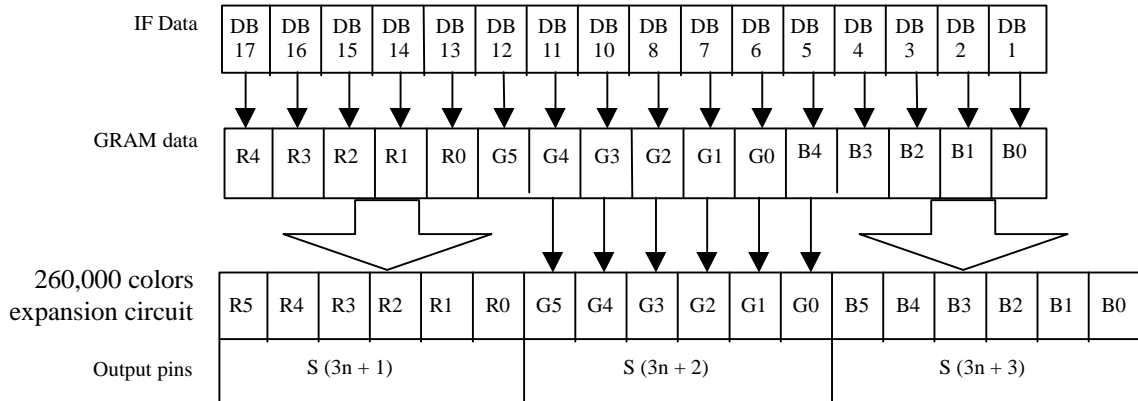 IF Data DB 17 DB 16 DB 15 DB 14 DB 13 DB 12 DB 11 DB 10 DB 8 DB 7 DB 6 DB 5 DB 4 DB 3 DB 2 DB 1
GRAM data R4 R3 R2 R1 R0 G5 G4 G3 G2 G1 G0 B4 B3 B2 B1 B0
260,000 colors
expansion circuit R5 R4 R3 R2 R1 R0 G5 G4 G3 G2 G1 G0 B5 B4 B3 B2 B1 B0
Output pins S (3n + 1) S (3n + 2) S (3n + 3)